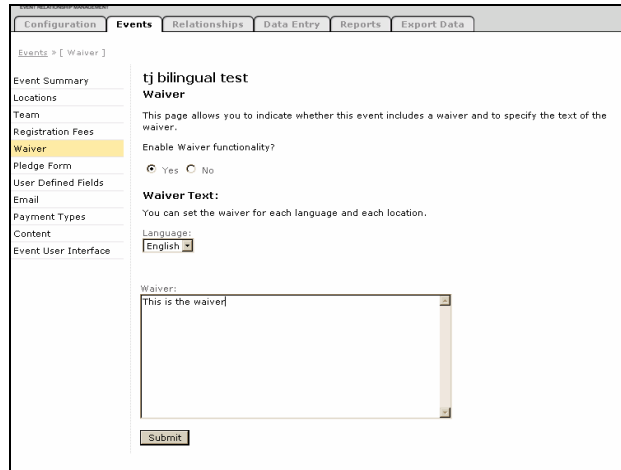 EVENT RELATIONSHIP MANAGEMENT
Configuration Events Relationships Data Entry Reports Export Data
Events » [ Waiver ]
Event Summary
Locations
Team
Registration Fees
Waiver
Pledge Form
User Defined Fields
Email
Payment Types
Content
Event User Interface
tj bilingual test
Waiver
This page allows you to indicate whether this event includes a waiver and to specify the text of the
waiver.
Enable Waiver functionality?
Yes No
Waiver Text:
You can set the waiver for each language and each location.
Language:
English
Waiver:
This is the waiver
Submit